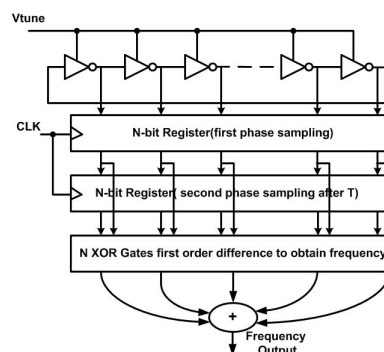 Vtune
CLK
N-bit Register(first phase sampling)
N-bit Register( second phase sampling after T)
N XOR Gates first order difference to obtain frequency
+
Frequency
Output